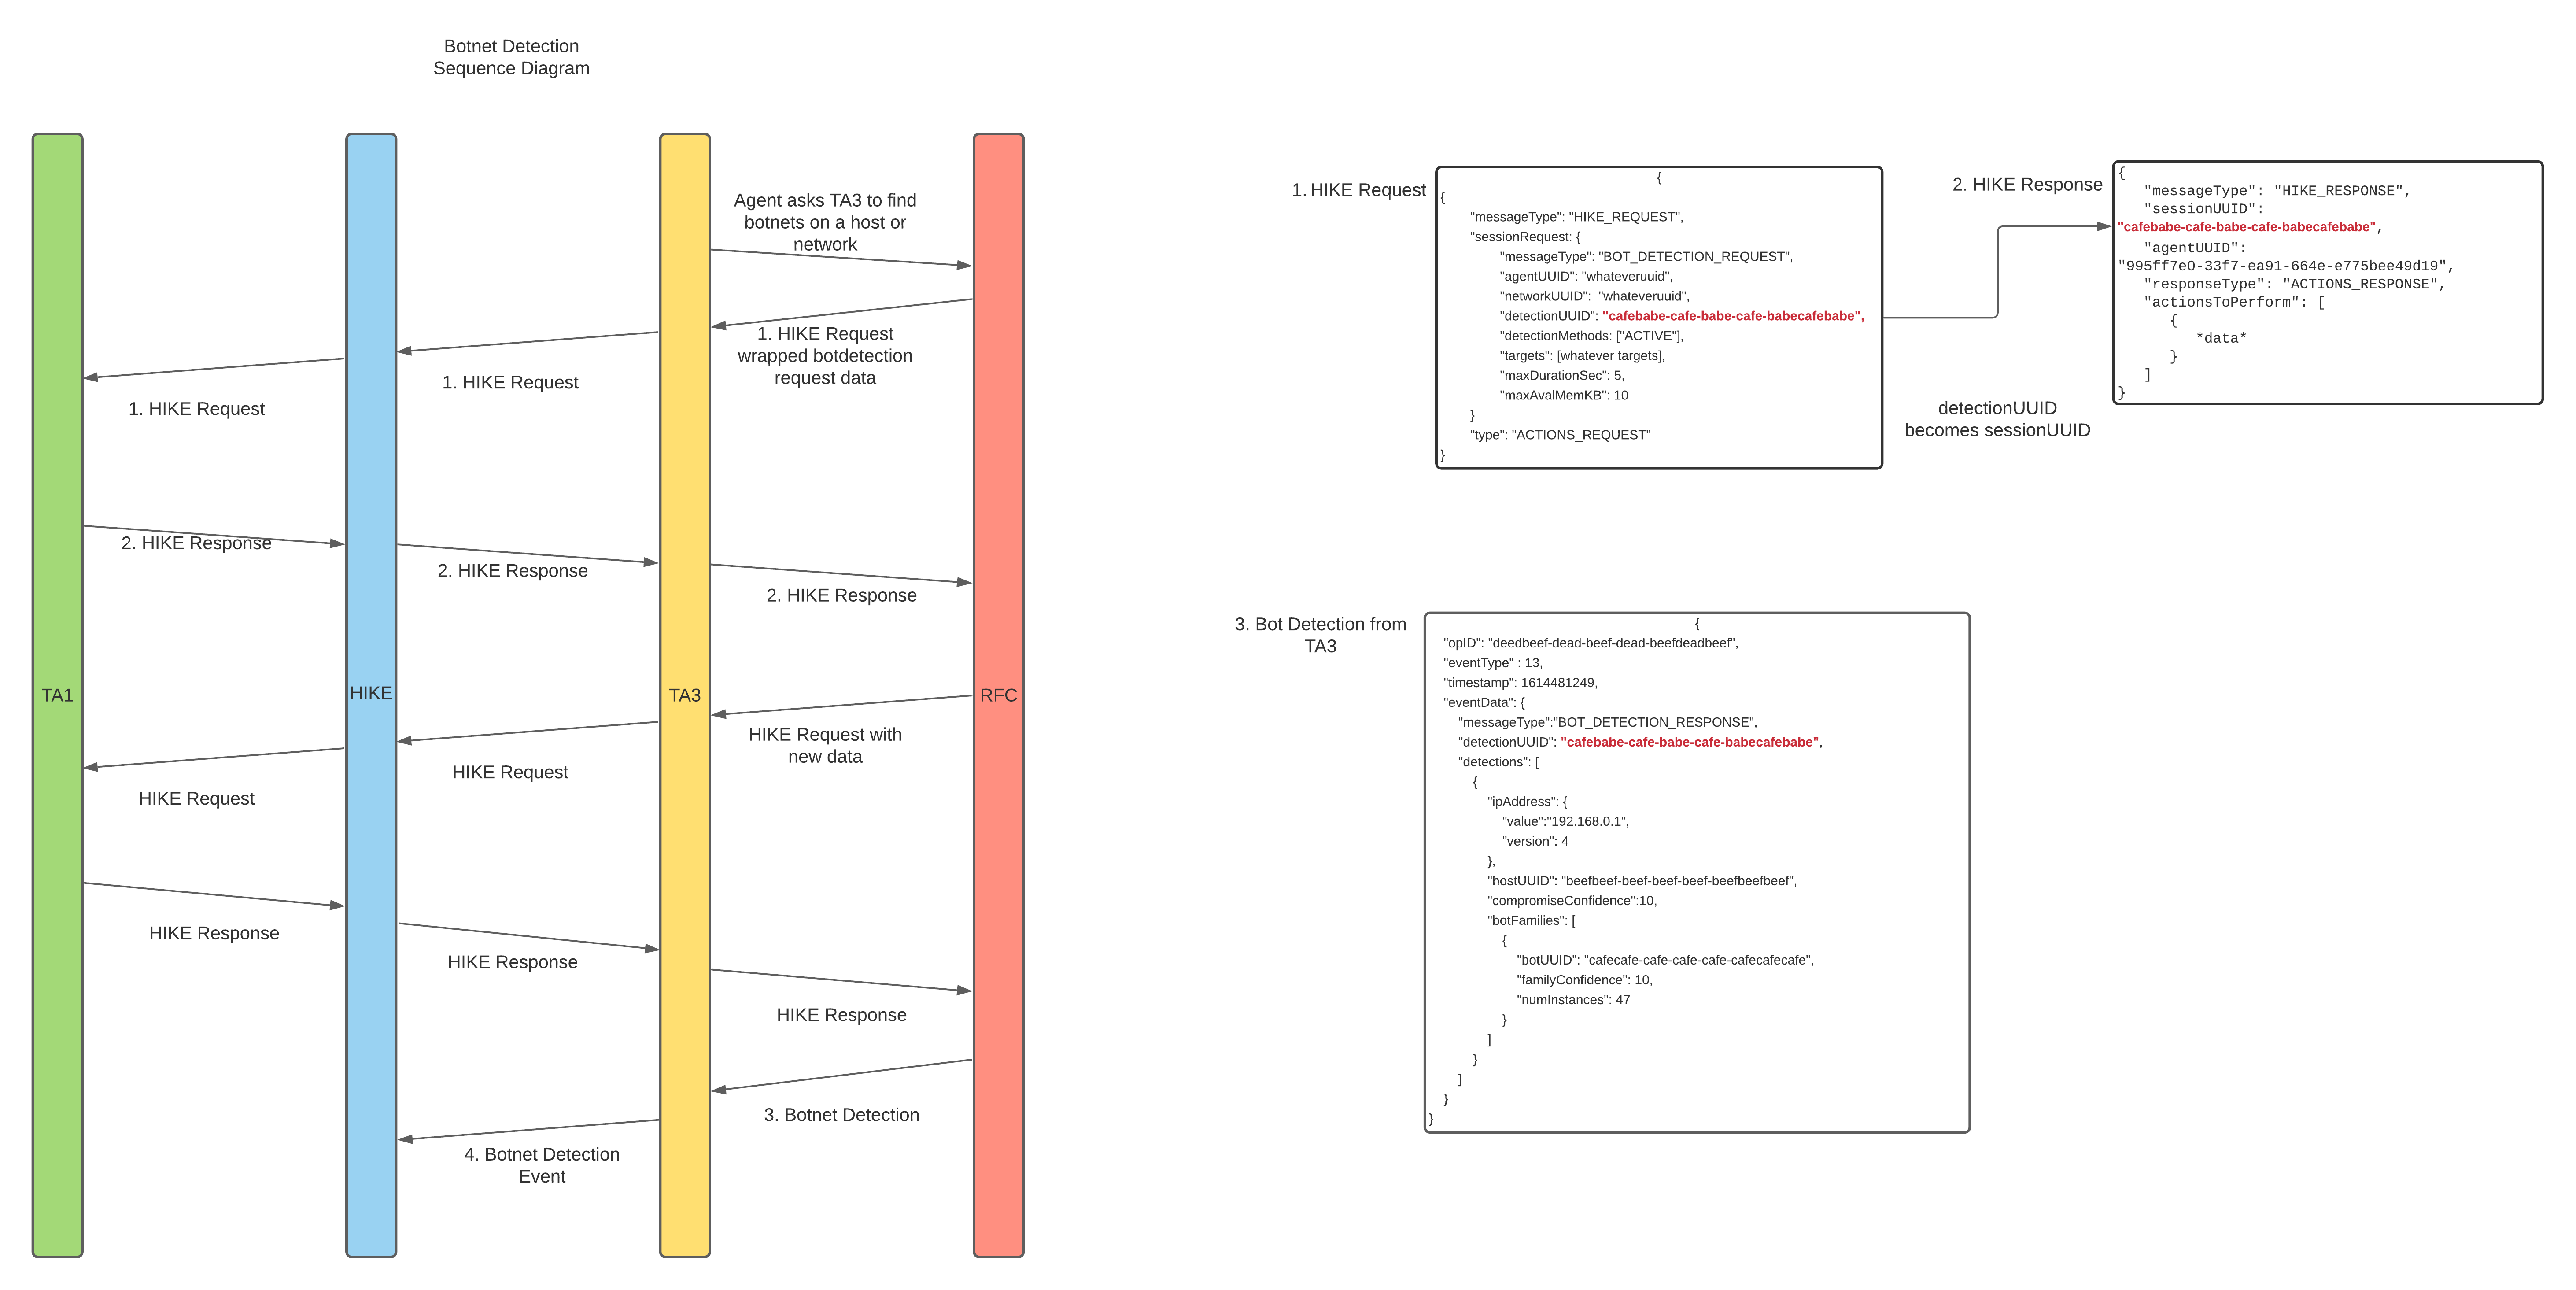 Botnet Detection
Sequence Diagram
Agent asks TA3 to find
botnets on a host or
network
1. HIKE Request
wrapped botdetection
request data
1. HIKE Request
1. HIKE Request
2. HIKE Response
2. HIKE Response
2. HIKE Response
TA1
HIKE
TA3
RFC
HIKE Request with
new data
HIKE Request
HIKE Request
HIKE Response
HIKE Response
HIKE Response
3. Botnet Detection
4. Botnet Detection
Event
1. HIKE Request
{
{
"messageType": "HIKE_REQUEST",
"sessionRequest: {
"messageType": "BOT_DETECTION_REQUEST",
"agentUUID": "whateveruuid",
"networkUUID":  "whateveruuid",
"detectionUUID": "cafebabe-cafe-babe-cafe-babecafebabe",
"detectionMethods: ["ACTIVE"],
"targets": [whatever targets],
"maxDurationSec": 5,
"maxAvalMemKB": 10
}
"type": "ACTIONS_REQUEST"
}
detectionUUID
becomes sessionUUID
2. HIKE Response
{
"messageType": "HIKE_RESPONSE",
"sessionUUID":
"cafebabe-cafe-babe-cafe-babecafebabe",
"agentUUID":
"995ff7e0-33f7-ea91-664e-e775bee49d19",
"responseType": "ACTIONS_RESPONSE",
"actionsToPerform": [
{
*data*
}
]
}
3. Bot Detection from
TA3
{
"opID": "deedbeef-dead-beef-dead-beefdeadbeef",
"eventType" : 13,
"timestamp": 1614481249,
"eventData": {
"messageType":"BOT_DETECTION_RESPONSE",
"detectionUUID": "cafebabe-cafe-babe-cafe-babecafebabe",
"detections": [
{
"ipAddress": {
"value":"192.168.0.1",
"version": 4
},
"hostUUID": "beefbeef-beef-beef-beef-beefbeefbeef",
"compromiseConfidence":10,
"botFamilies": [
{
"botUUID": "cafecafe-cafe-cafe-cafe-cafecafecafe",
"familyConfidence": 10,
"numInstances": 47
}
]
}
]
}
}